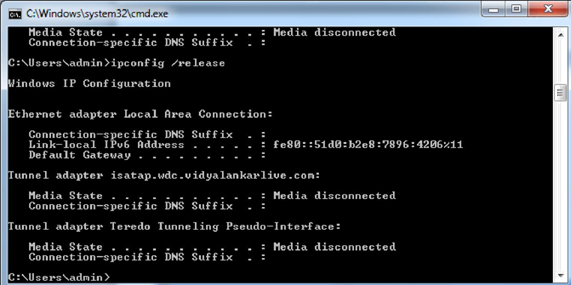 C:\Windows\system32\cmd.exe
Media State . . . . . . . . . . . : Media disconnected
Connection-specific DNS Suffix  . :
C:\Users\admin>ipconfig /release
Windows IP Configuration
Ethernet adapter Local Area Connection:
Connection-specific DNS Suffix  . :
Link-local IPv6 Address . . . . . : fe80::51d0:b2e8:7896:4206%11
Default Gateway . . . . . . . . . :
Tunnel adapter isatap.wdc.vidyalankarlive.com:
Media State . . . . . . . . . . . : Media disconnected
Connection-specific DNS Suffix  . :
Tunnel adapter Teredo Tunneling Pseudo-Interface:
Media State . . . . . . . . . . . : Media disconnected
Connection-specific DNS Suffix  . :
C:\Users\admin>